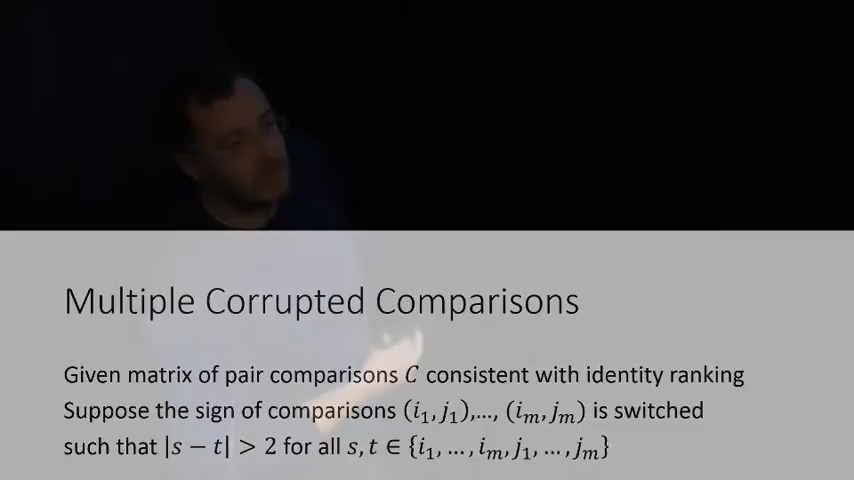 Multiple Corrupted Comparisons
Given matrix of pair comparisons 𝐶 consistent with identity ranking
Suppose the sign of comparisons (𝑖₁, 𝑗₁),…, (𝑖ₘ, 𝑗ₘ) is switched
such that |𝑠 − 𝑡| > 2 for all 𝑠, 𝑡 ∈ {𝑖₁, … , 𝑖ₘ, 𝑗₁, … , 𝑗ₘ}